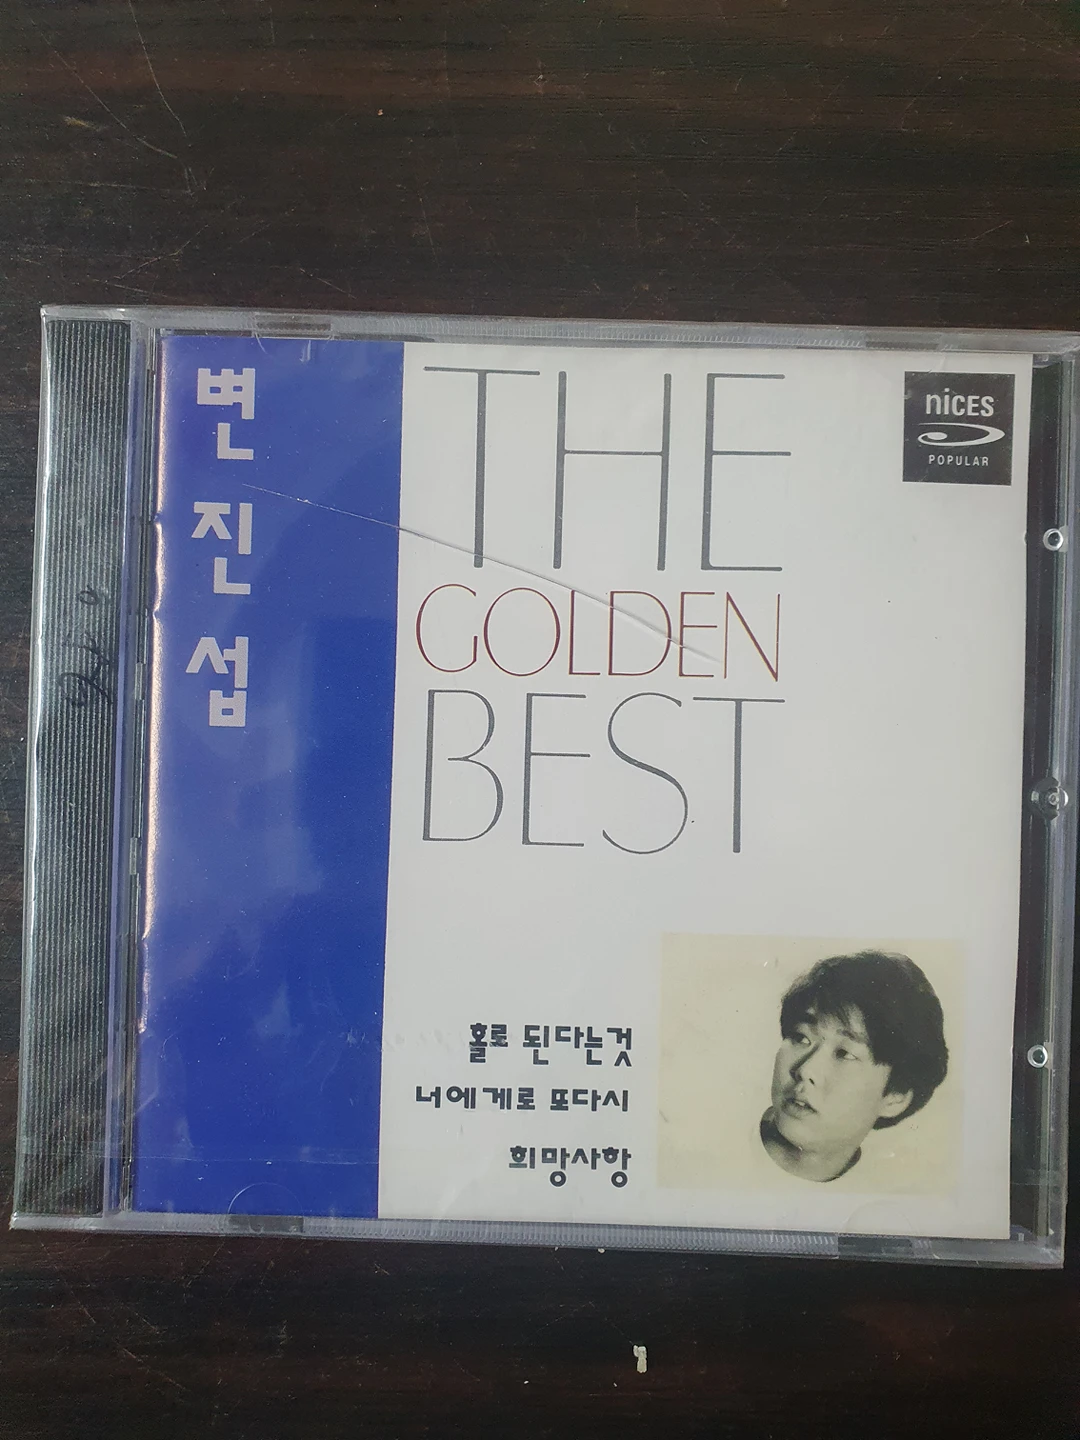 변진섭
THE
GOLDEN
BEST
niCES
POPULAR
홀로 된다는것
너에게로 또다시
희망사항